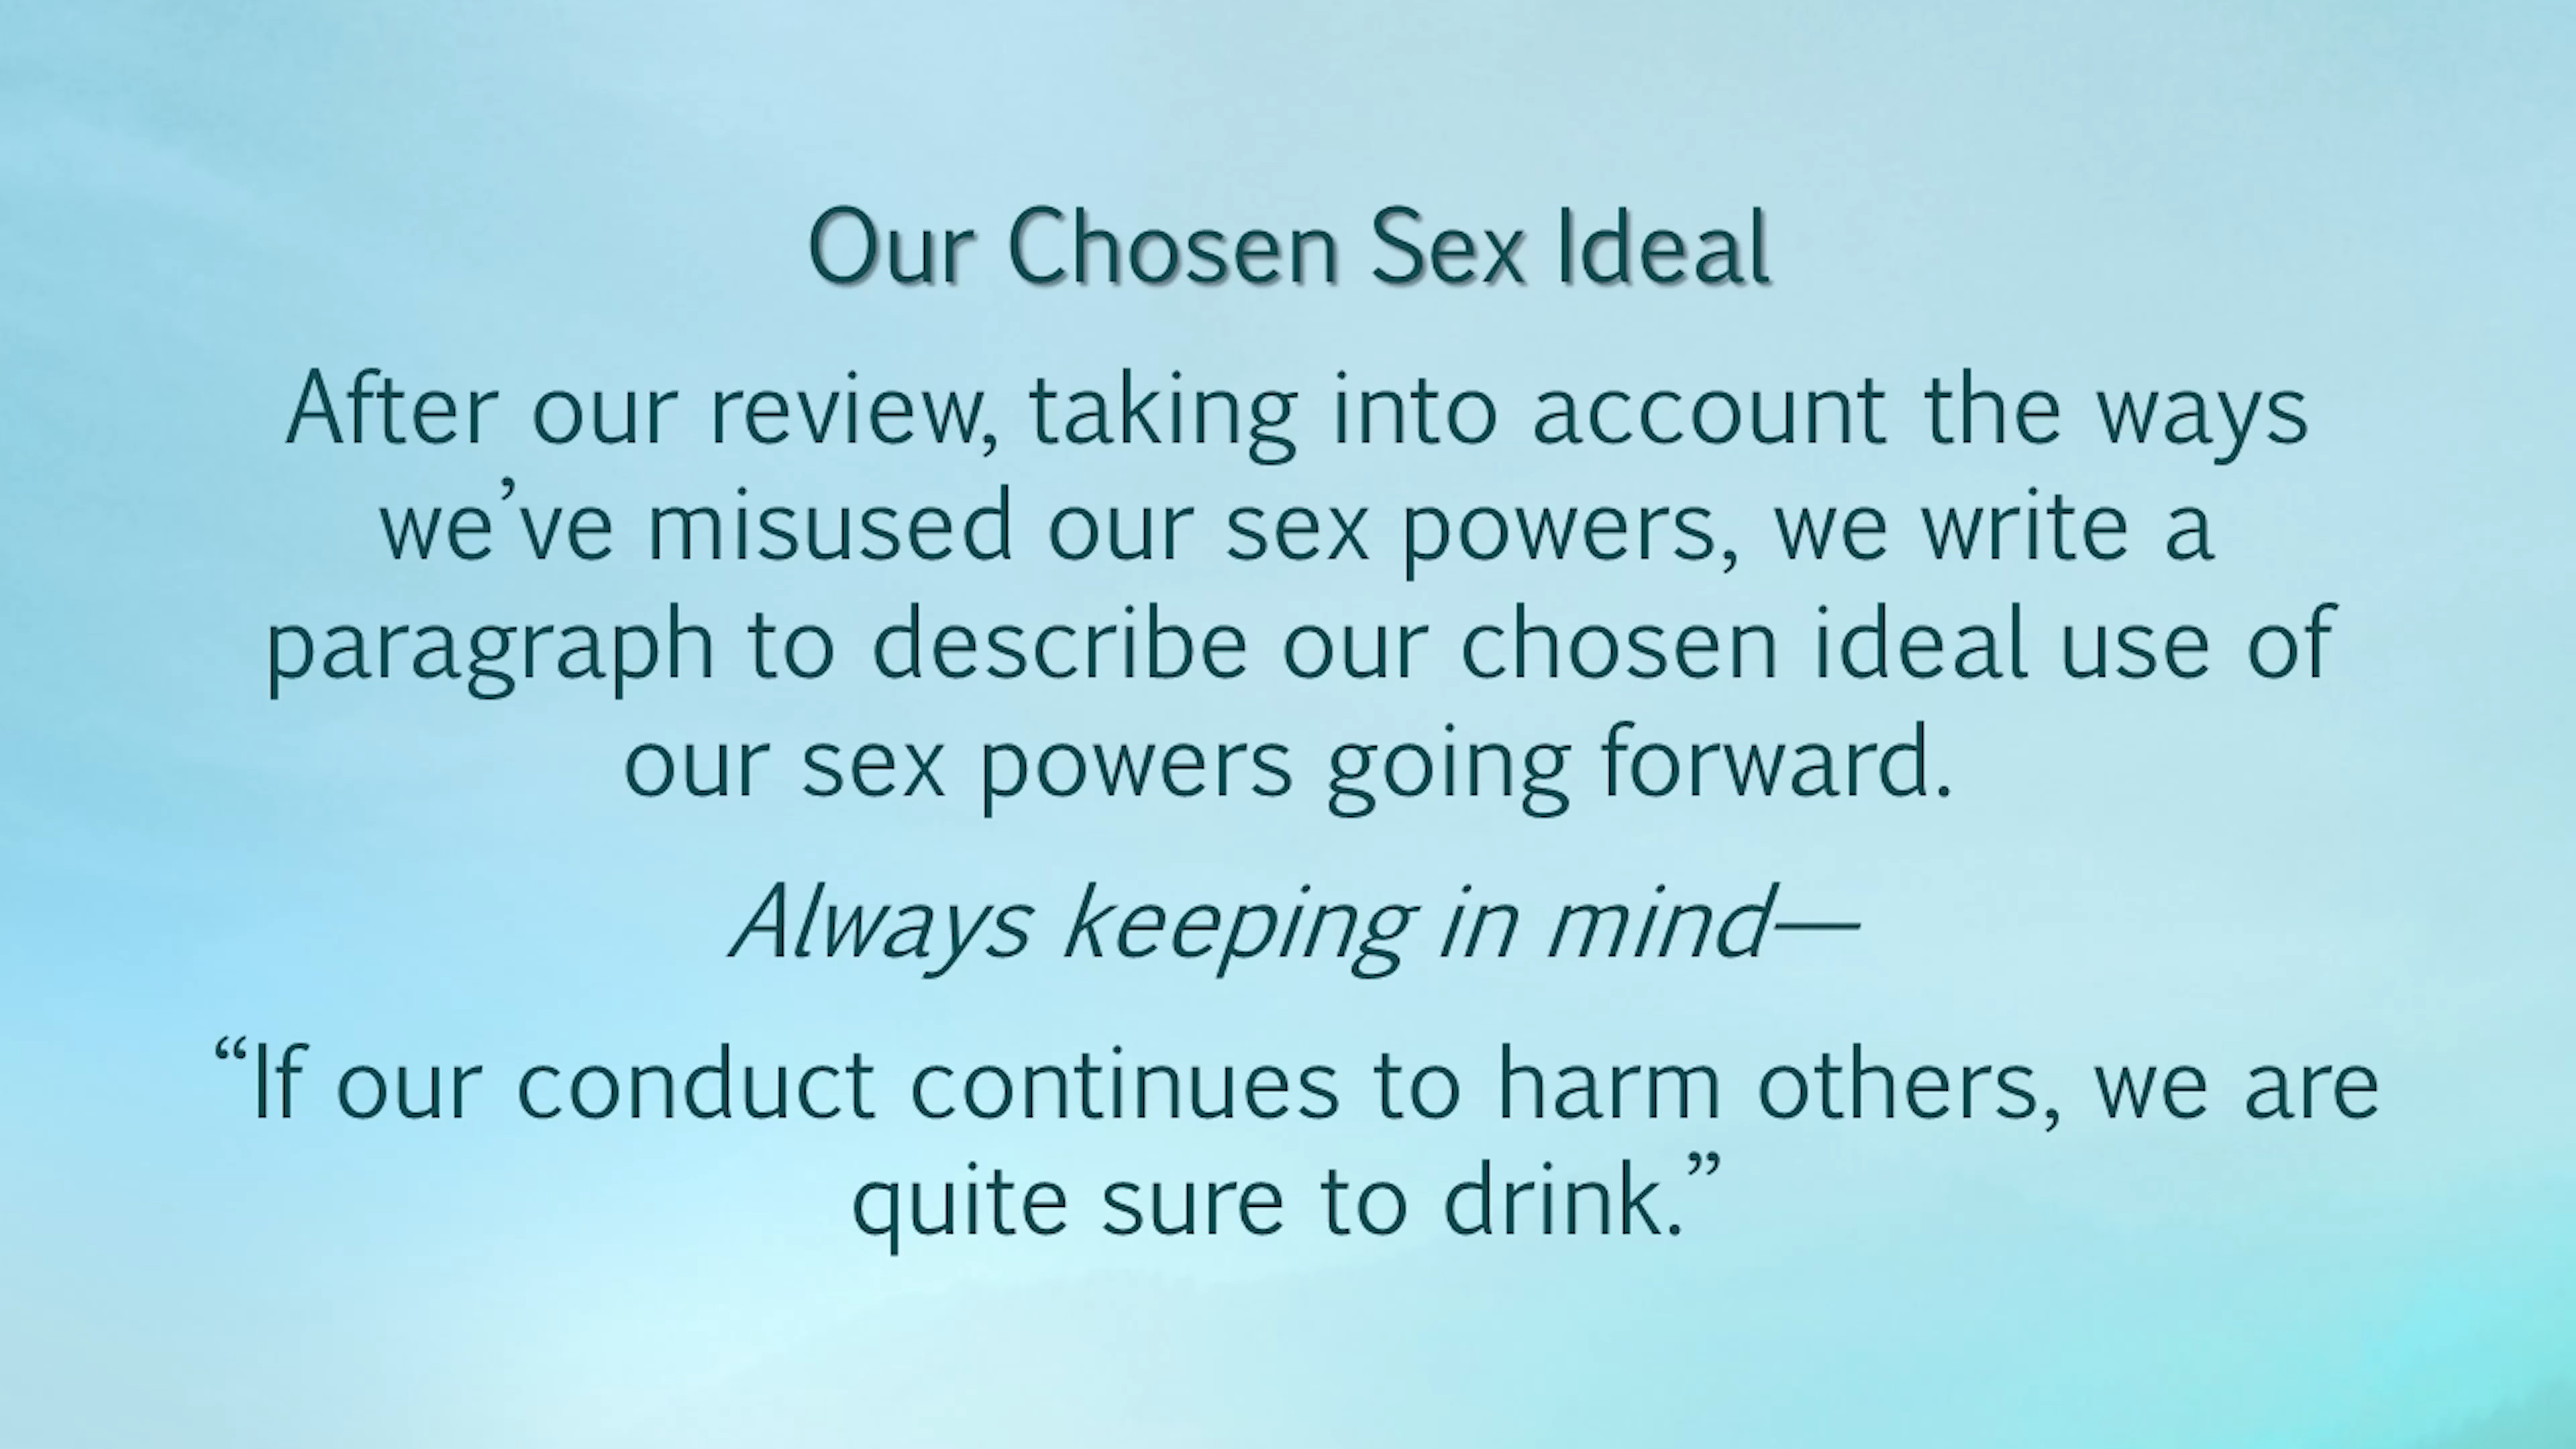 Our Chosen Sex Ideal
After our review, taking into account the ways
we’ve misused our sex powers, we write a
paragraph to describe our chosen ideal use of
our sex powers going forward.
Always keeping in mind—
“If our conduct continues to harm others, we are
quite sure to drink.”